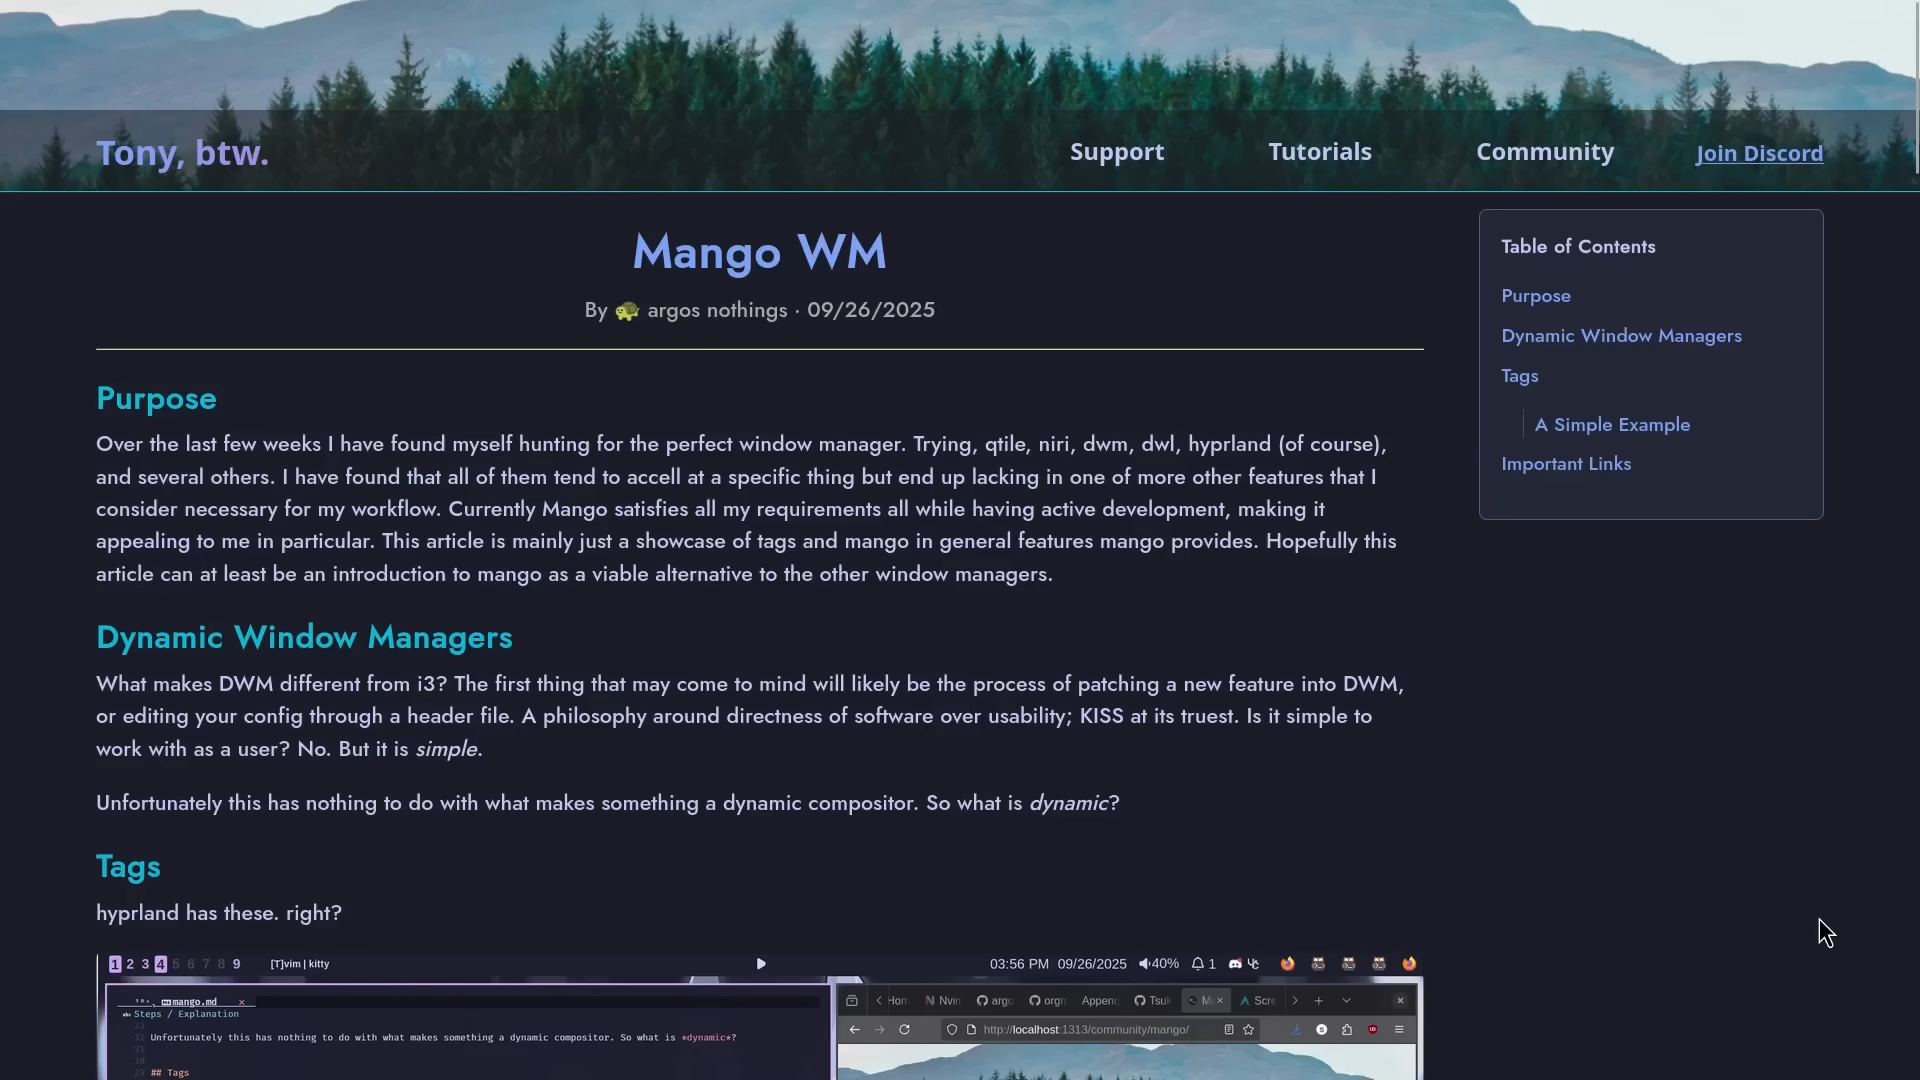 Tony, btw.
Support
Tutorials
Community
Join Discord
Mango WM
By 🐢 argos nothings · 09/26/2025
Table of Contents
Purpose
Dynamic Window Managers
Tags
A Simple Example
Important Links
Purpose
Over the last few weeks I have found myself hunting for the perfect window manager. Trying, qtile, niri, dwm, dwl, hyprland (of course),
and several others. I have found that all of them tend to accell at a specific thing but end up lacking in one of more other features that I
consider necessary for my workflow. Currently Mango satisfies all my requirements all while having active development, making it
appealing to me in particular. This article is mainly just a showcase of tags and mango in general features mango provides. Hopefully this
article can at least be an introduction to mango as a viable alternative to the other window managers.
Dynamic Window Managers
What makes DWM different from i3? The first thing that may come to mind will likely be the process of patching a new feature into DWM,
or editing your config through a header file. A philosophy around directness of software over usability; KISS at its truest. Is it simple to
work with as a user? No. But it is simple.
Unfortunately this has nothing to do with what makes something a dynamic compositor. So what is dynamic?
Tags
hyprland has these. right?
1 2 3 4 5 6 7 8 9 [T]vim | kitty
03:56 PM 09/26/2025 40% 1
mango.md
Steps / Explanation
33
32 Unfortunately this has nothing to do with what makes something a dynamic compositor. So what is *dynamic*?
31
30
29 ## Tags
Hom Nvin argo orgn Append Tsuk Ma Scre
http://localhost:1313/community/mango/